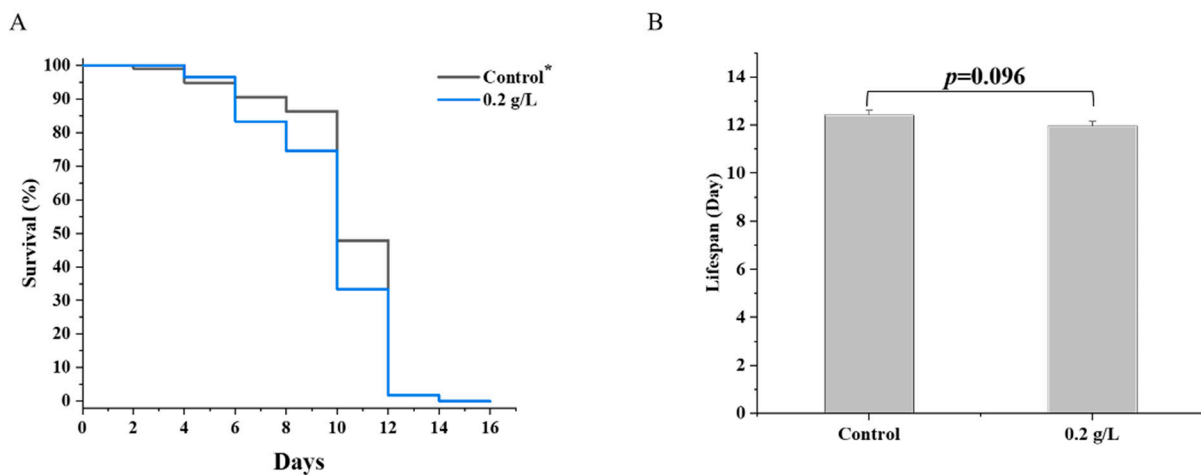 A
100
90
80
70
60
50
40
30
20
10
0
Survival (%)
Control*
0.2 g/L
0 2 4 6 8 10 12 14 16
Days
B
14
12
10
8
6
4
2
0
Lifespan (Day)
p=0.096
Control 0.2 g/L